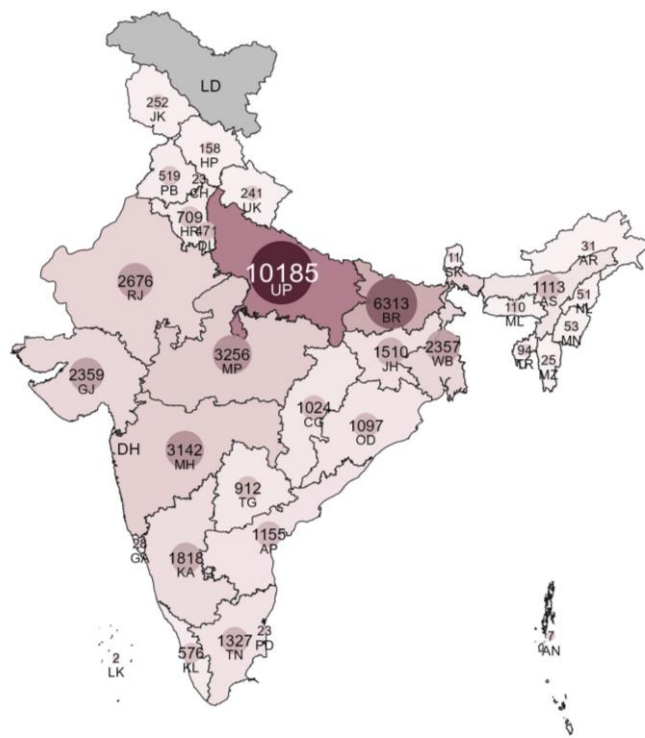 LD
252
JK
158
HP
519
PB
23
CH
241
UK
709
HR
471
DL
10185
UP
2676
RJ
6313
BR
11
SK
31
AR
1113
AS
51
NL
110
ML
53
MN
94
TR
25
MZ
3256
MP
1510
JH
2357
WB
2359
GJ
1024
CG
1097
OD
DH
3142
MH
912
TG
28
GA
1155
AP
1818
KA
1327
TN
23
PD
576
KL
2
LK
7
AN